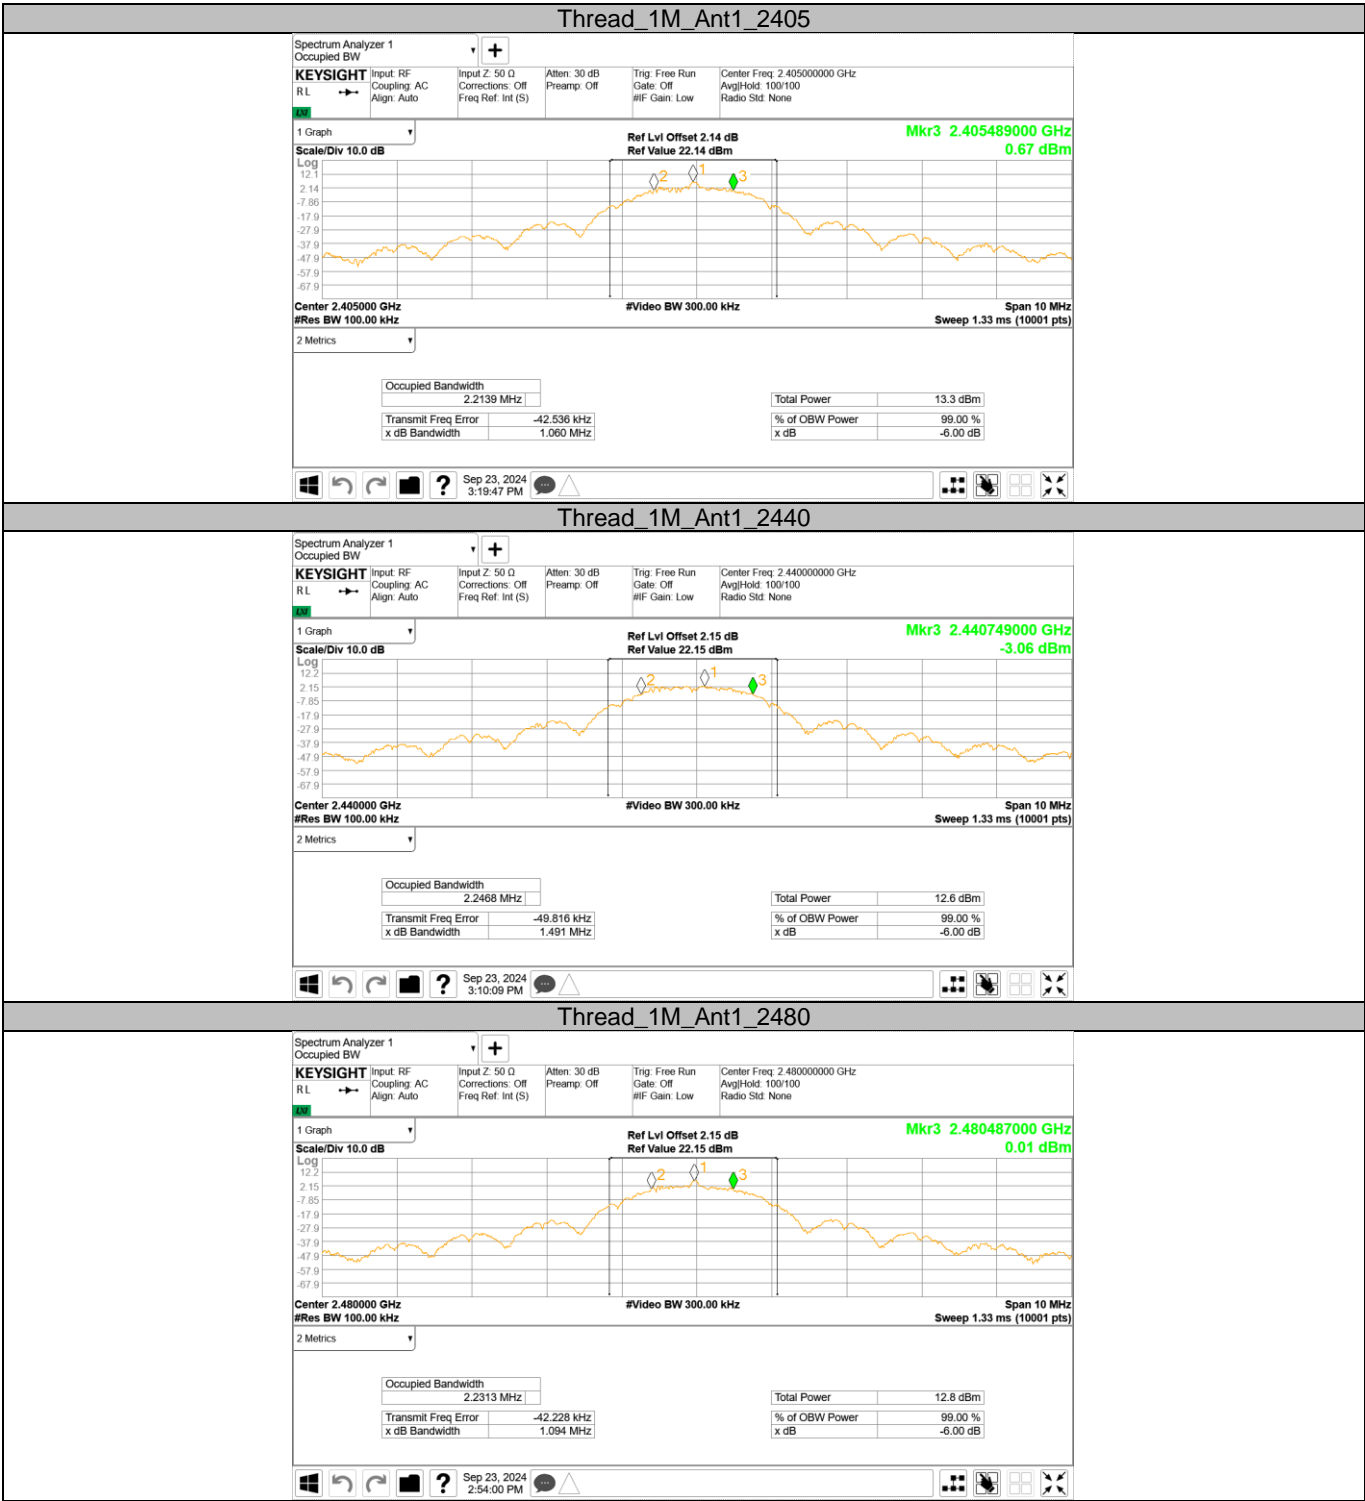 Thread_1M_Ant1_2405
Spectrum Analyzer 1
Occupied BW
+
KEYSIGHT Input: RF Input Z: 50 Ω Atten: 30 dB Trig: Free Run Center Freq: 2.405000000 GHz
RL Coupling: AC Corrections: Off Preamp: Off Gate: Off Avg|Hold: 100/100
Align: Auto Freq Ref: Int (S) #IF Gain: Low Radio Std: None
LXI
1 Graph
Ref Lvl Offset 2.14 dB
Mkr3 2.405489000 GHz
Scale/Div 10.0 dB Ref Value 22.14 dBm 0.67 dBm
Log
12.1
2.14
-7.86
-17.9
-27.9
-37.9
-47.9
-57.9
-67.9
2 1 3
Center 2.405000 GHz #Video BW 300.00 kHz Span 10 MHz
#Res BW 100.00 kHz Sweep 1.33 ms (10001 pts)
2 Metrics
Occupied Bandwidth
2.2139 MHz Total Power 13.3 dBm
Transmit Freq Error -42.536 kHz % of OBW Power 99.00 %
x dB Bandwidth 1.060 MHz x dB -6.00 dB
? Sep 23, 2024
3:19:47 PM
Thread_1M_Ant1_2440
Spectrum Analyzer 1
Occupied BW
+
KEYSIGHT Input: RF Input Z: 50 Ω Atten: 30 dB Trig: Free Run Center Freq: 2.440000000 GHz
RL Coupling: AC Corrections: Off Preamp: Off Gate: Off Avg|Hold: 100/100
Align: Auto Freq Ref: Int (S) #IF Gain: Low Radio Std: None
LXI
1 Graph
Ref Lvl Offset 2.15 dB
Mkr3 2.440749000 GHz
Scale/Div 10.0 dB Ref Value 22.15 dBm -3.06 dBm
Log
12.2
2.15
-7.85
-17.9
-27.9
-37.9
-47.9
-57.9
-67.9
2 1 3
Center 2.440000 GHz #Video BW 300.00 kHz Span 10 MHz
#Res BW 100.00 kHz Sweep 1.33 ms (10001 pts)
2 Metrics
Occupied Bandwidth
2.2468 MHz Total Power 12.6 dBm
Transmit Freq Error -49.816 kHz % of OBW Power 99.00 %
x dB Bandwidth 1.491 MHz x dB -6.00 dB
? Sep 23, 2024
3:10:09 PM
Thread_1M_Ant1_2480
Spectrum Analyzer 1
Occupied BW
+
KEYSIGHT Input: RF Input Z: 50 Ω Atten: 30 dB Trig: Free Run Center Freq: 2.480000000 GHz
RL Coupling: AC Corrections: Off Preamp: Off Gate: Off Avg|Hold: 100/100
Align: Auto Freq Ref: Int (S) #IF Gain: Low Radio Std: None
LXI
1 Graph
Ref Lvl Offset 2.15 dB
Mkr3 2.480487000 GHz
Scale/Div 10.0 dB Ref Value 22.15 dBm 0.01 dBm
Log
12.2
2.15
-7.85
-17.9
-27.9
-37.9
-47.9
-57.9
-67.9
2 1 3
Center 2.480000 GHz #Video BW 300.00 kHz Span 10 MHz
#Res BW 100.00 kHz Sweep 1.33 ms (10001 pts)
2 Metrics
Occupied Bandwidth
2.2313 MHz Total Power 12.8 dBm
Transmit Freq Error -42.228 kHz % of OBW Power 99.00 %
x dB Bandwidth 1.094 MHz x dB -6.00 dB
? Sep 23, 2024
2:54:00 PM